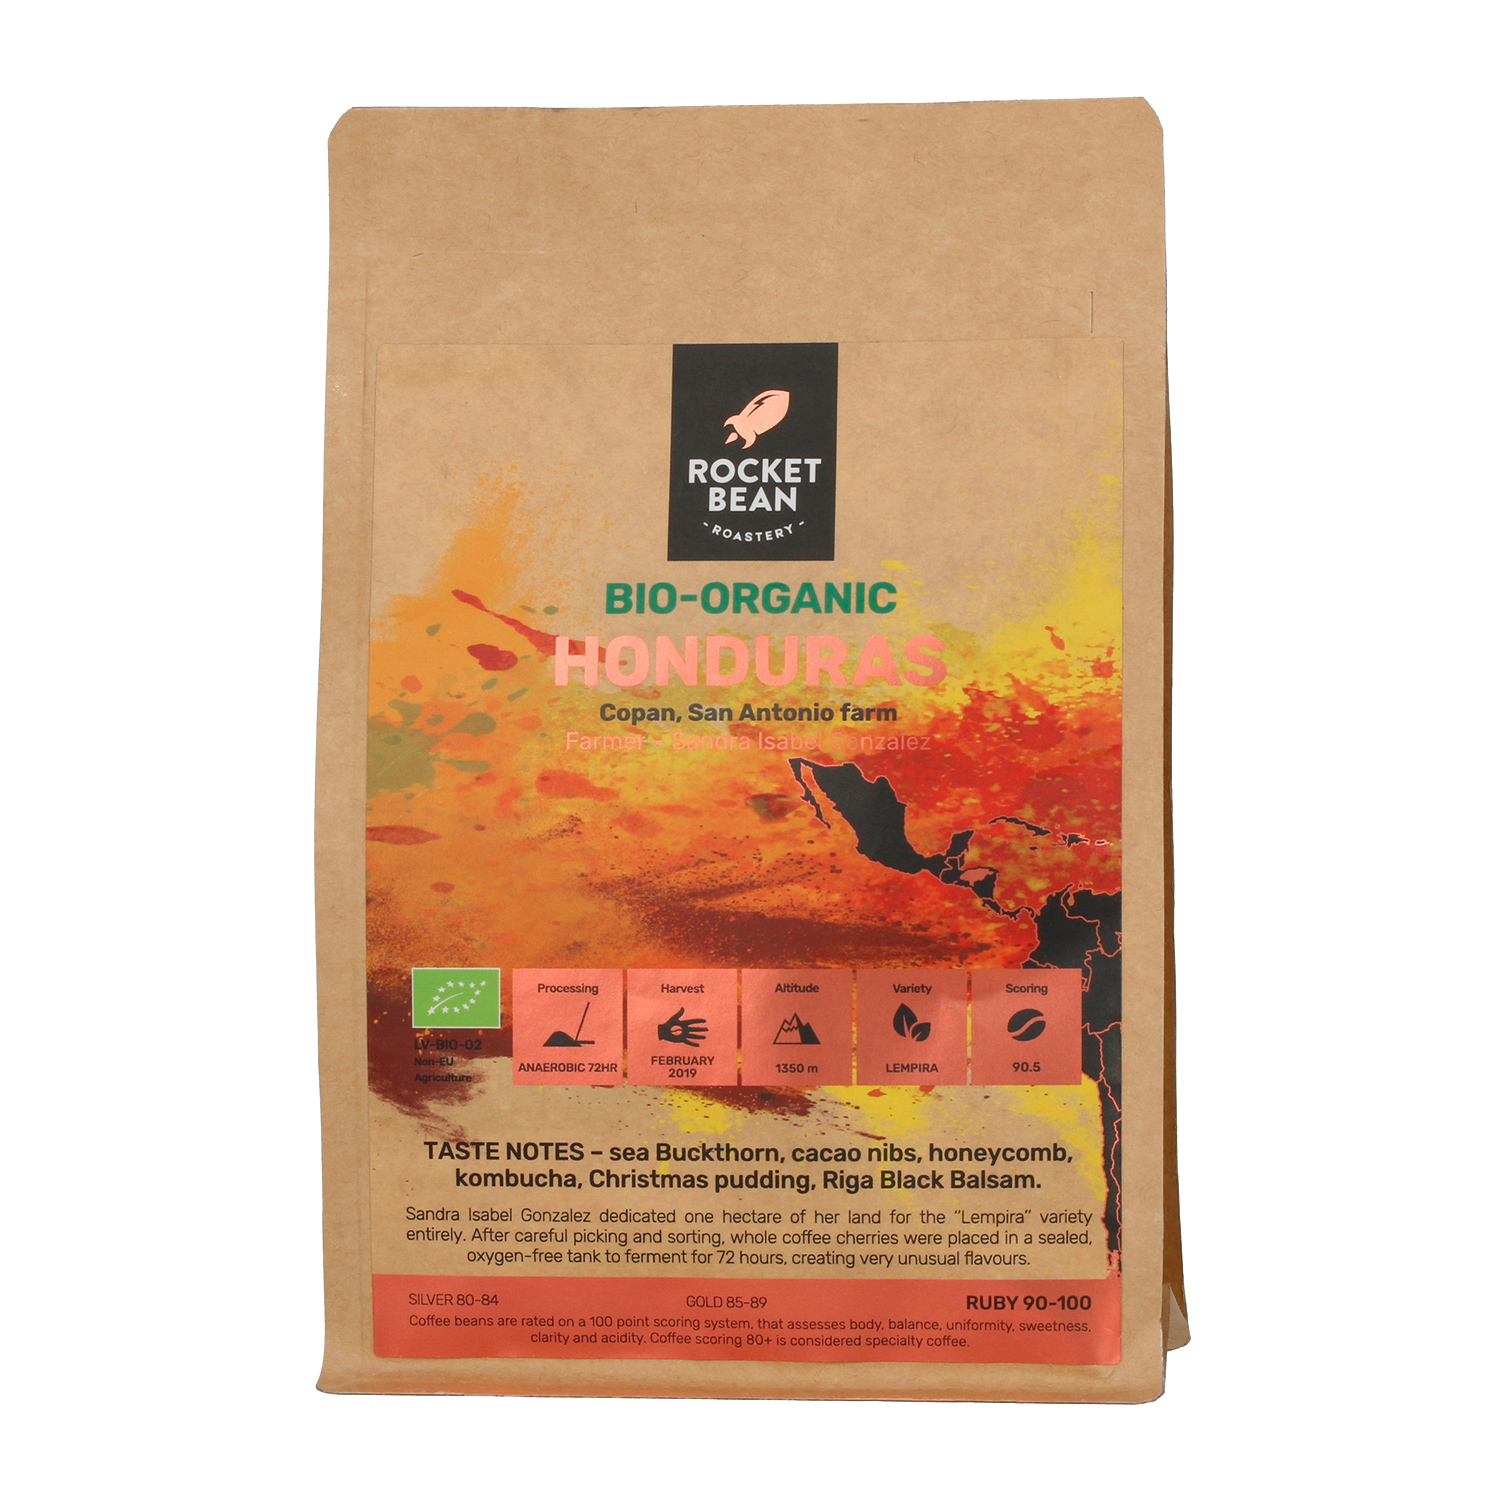 ROCKET
BEAN
- ROASTERY -
BIO-ORGANIC
HONDURAS
Copan, San Antonio farm
Farmer – Sandra Isabel Gonzalez
LV-BIO-02
Non-EU
Agriculture
Processing
ANAEROBIC 72HR
Harvest
FEBRUARY
2019
Altitude
1350 m
Variety
LEMPIRA
Scoring
90.5
TASTE NOTES – sea Buckthorn, cacao nibs, honeycomb,
kombucha, Christmas pudding, Riga Black Balsam.
Sandra Isabel Gonzalez dedicated one hectare of her land for the “Lempira” variety
entirely. After careful picking and sorting, whole coffee cherries were placed in a sealed,
oxygen-free tank to ferment for 72 hours, creating very unusual flavours.
SILVER 80-84 GOLD 85-89 RUBY 90-100
Coffee beans are rated on a 100 point scoring system, that assesses body, balance, uniformity, sweetness,
clarity and acidity. Coffee scoring 80+ is considered specialty coffee.